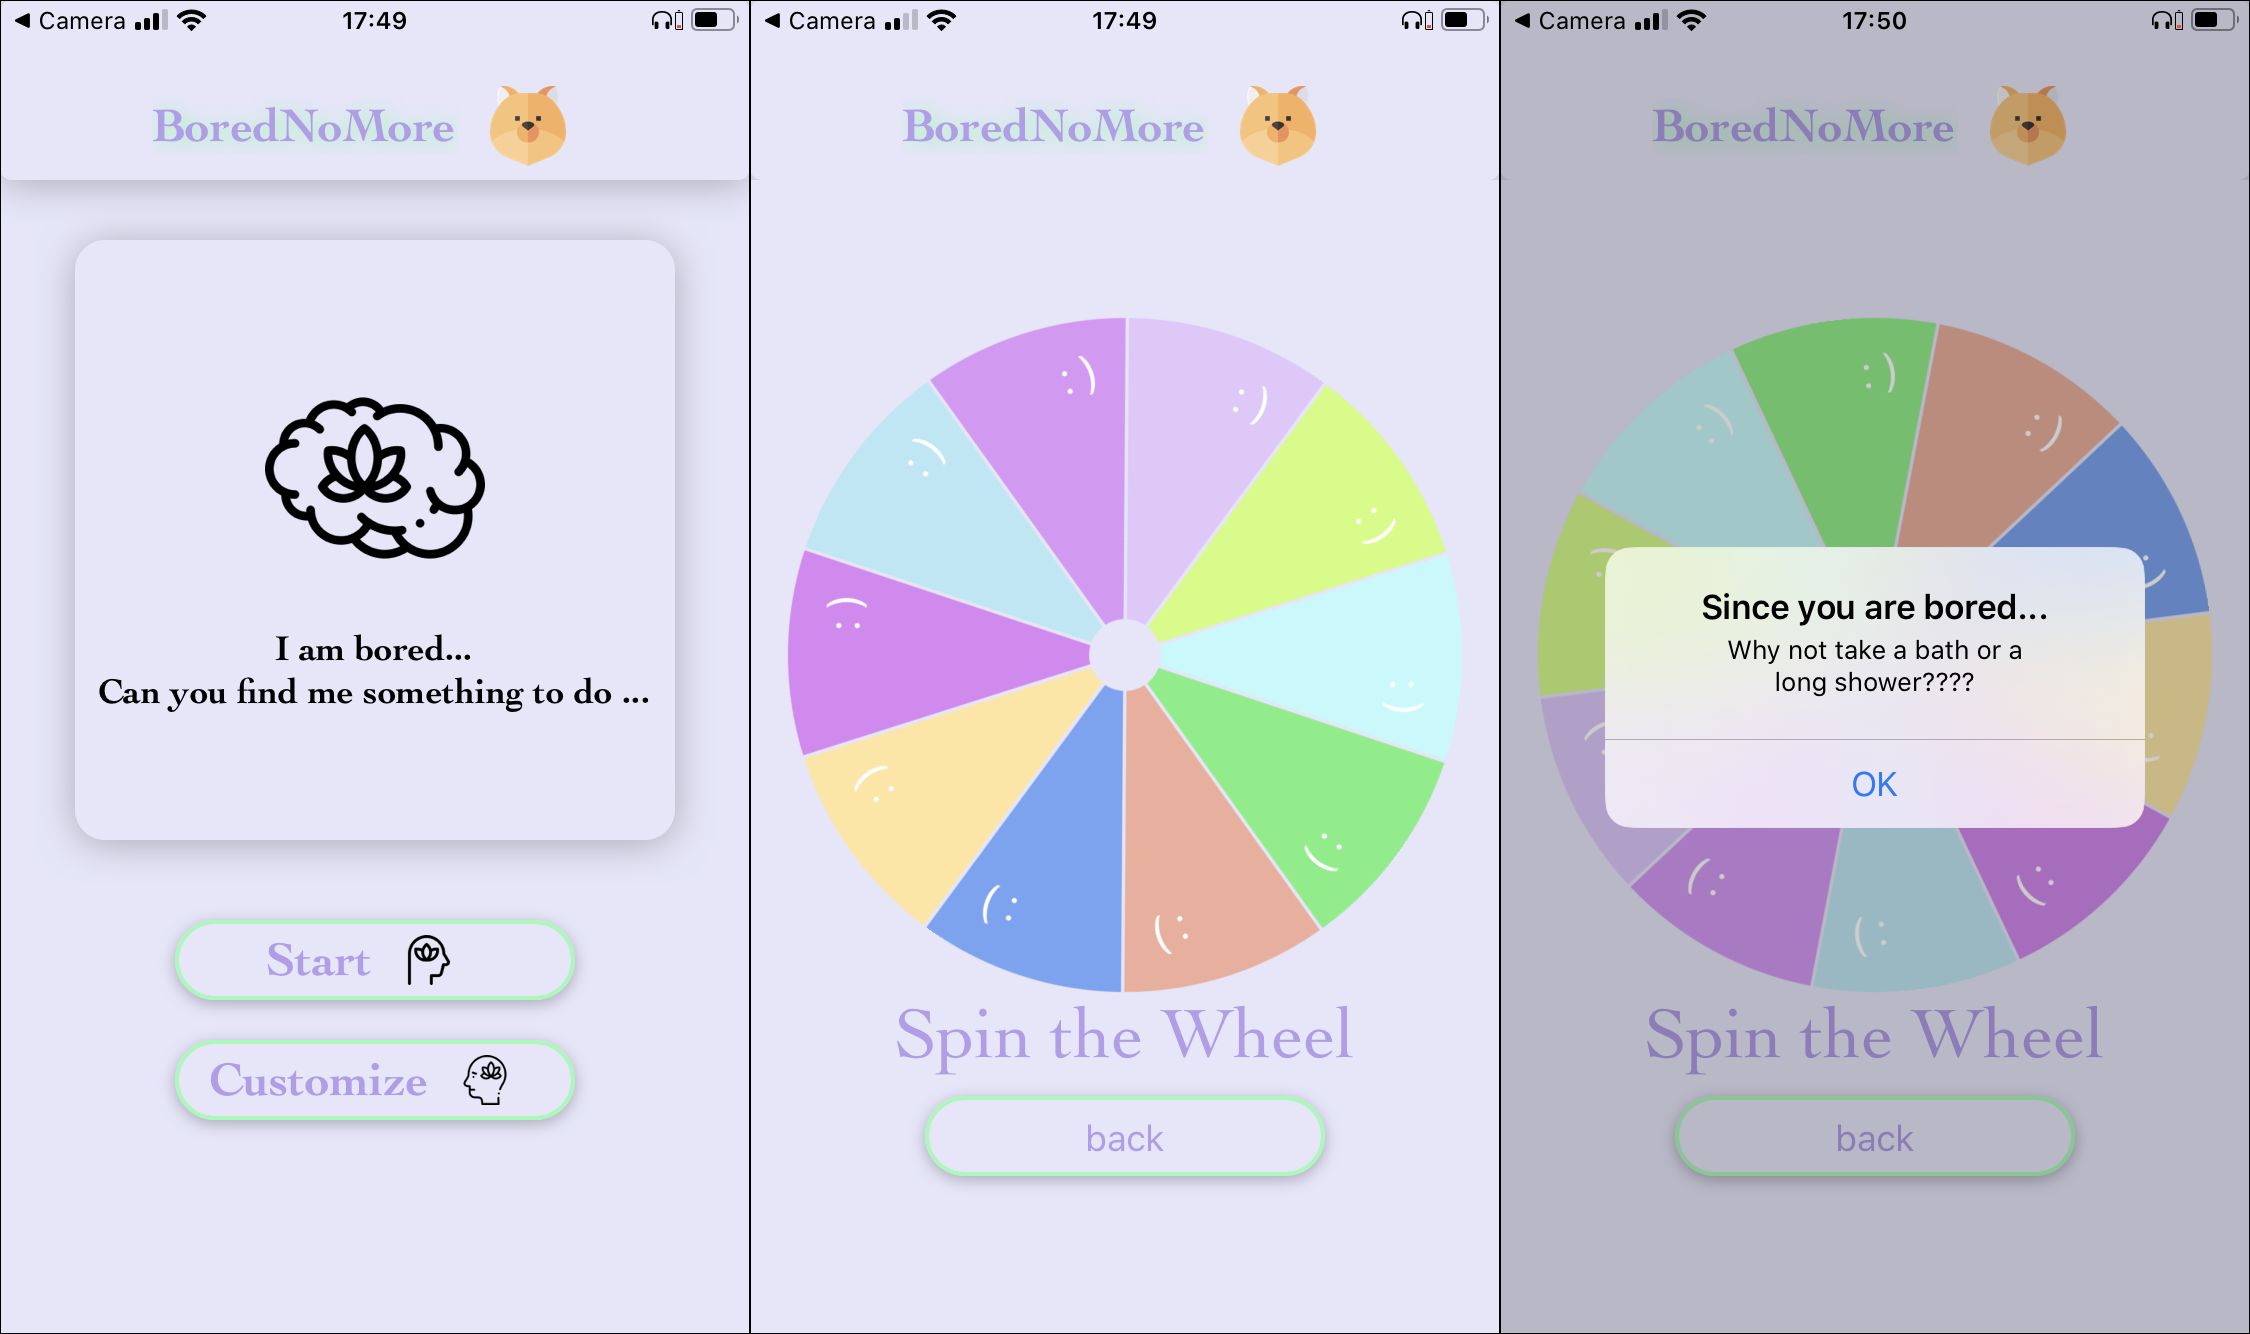 Camera 17:49
BoredNoMore
I am bored...
Can you find me something to do ...
Start
Customize
Camera 17:49
BoredNoMore
:)
:)
:)
:)
:)
:)
:)
:)
:)
:)
Spin the Wheel
back
Camera 17:50
BoredNoMore
:)
:)
:)
:)
:)
:)
:)
:)
:)
:)
Since you are bored...
Why not take a bath or a
long shower????
OK
Spin the Wheel
back